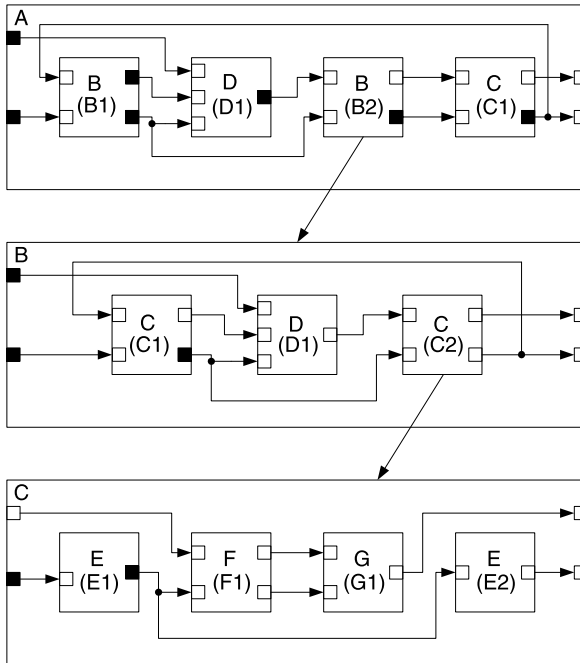 A
B
(B1)
D
(D1)
B
(B2)
C
(C1)
B
C
(C1)
D
(D1)
C
(C2)
C
E
(E1)
F
(F1)
G
(G1)
E
(E2)